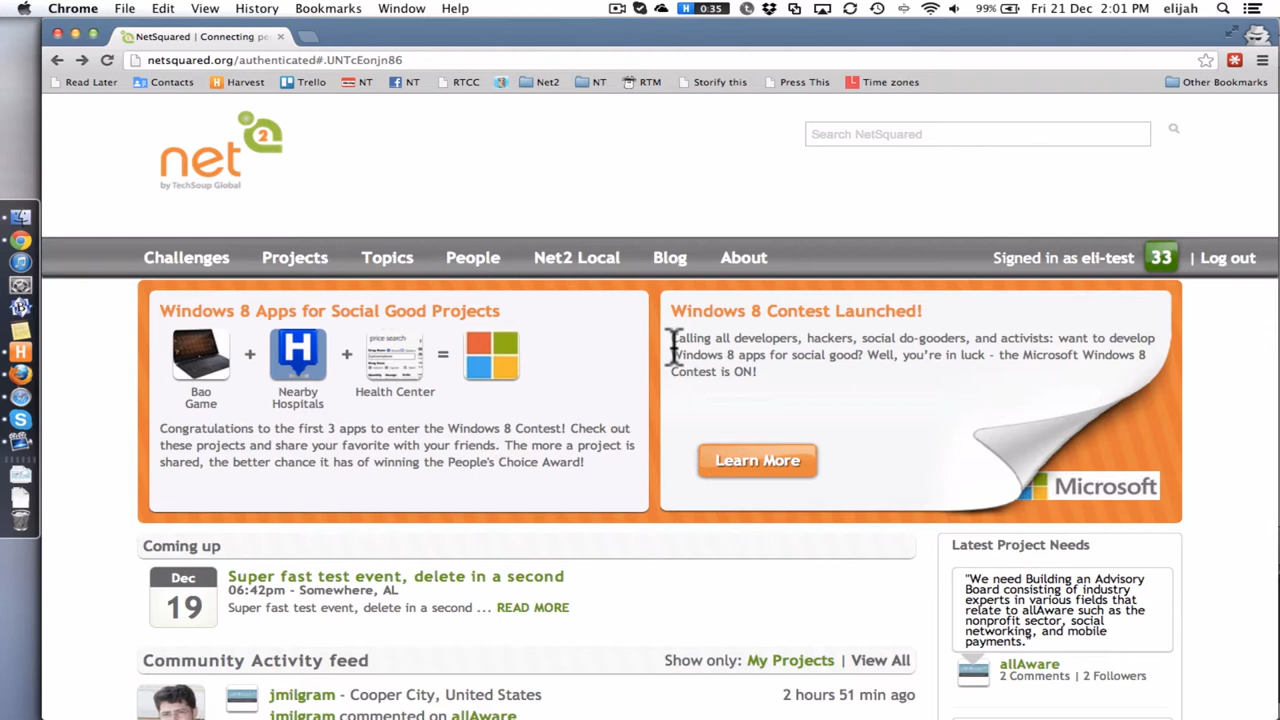 Chrome File Edit View History Bookmarks Window Help H 0:35 99% Fri 21 Dec 2:01 PM elijah
NetSquared | Connecting pe
netsquared.org/authenticated#.UNTcEonjn86
Read Later Contacts Harvest Trello NT NT RTCC Net2 NT RTM Storify this Press This Time zones Other Bookmarks
net 2
by TechSoup Global
Search NetSquared
Challenges Projects Topics People Net2 Local Blog About Signed in as eli-test 33 | Log out
Windows 8 Apps for Social Good Projects
price search
+ H + =
Bao Game
Nearby Hospitals
Health Center
Congratulations to the first 3 apps to enter the Windows 8 Contest! Check out
these projects and share your favorite with your friends. The more a project is
shared, the better chance it has of winning the People's Choice Award!
Windows 8 Contest Launched!
Calling all developers, hackers, social do-gooders, and activists: want to develop
Windows 8 apps for social good? Well, you're in luck - the Microsoft Windows 8
Contest is ON!
Learn More
Microsoft
Coming up
Dec
19
Super fast test event, delete in a second
06:42pm - Somewhere, AL
Super fast test event, delete in a second ... READ MORE
Community Activity feed Show only: My Projects | View All
jmilgram - Cooper City, United States 2 hours 51 min ago
jmilgram commented on allAware
Latest Project Needs
"We need Building an Advisory
Board consisting of industry
experts in various fields that
relate to allAware such as the
nonprofit sector, social
networking, and mobile
payments."
allAware
2 Comments | 2 Followers